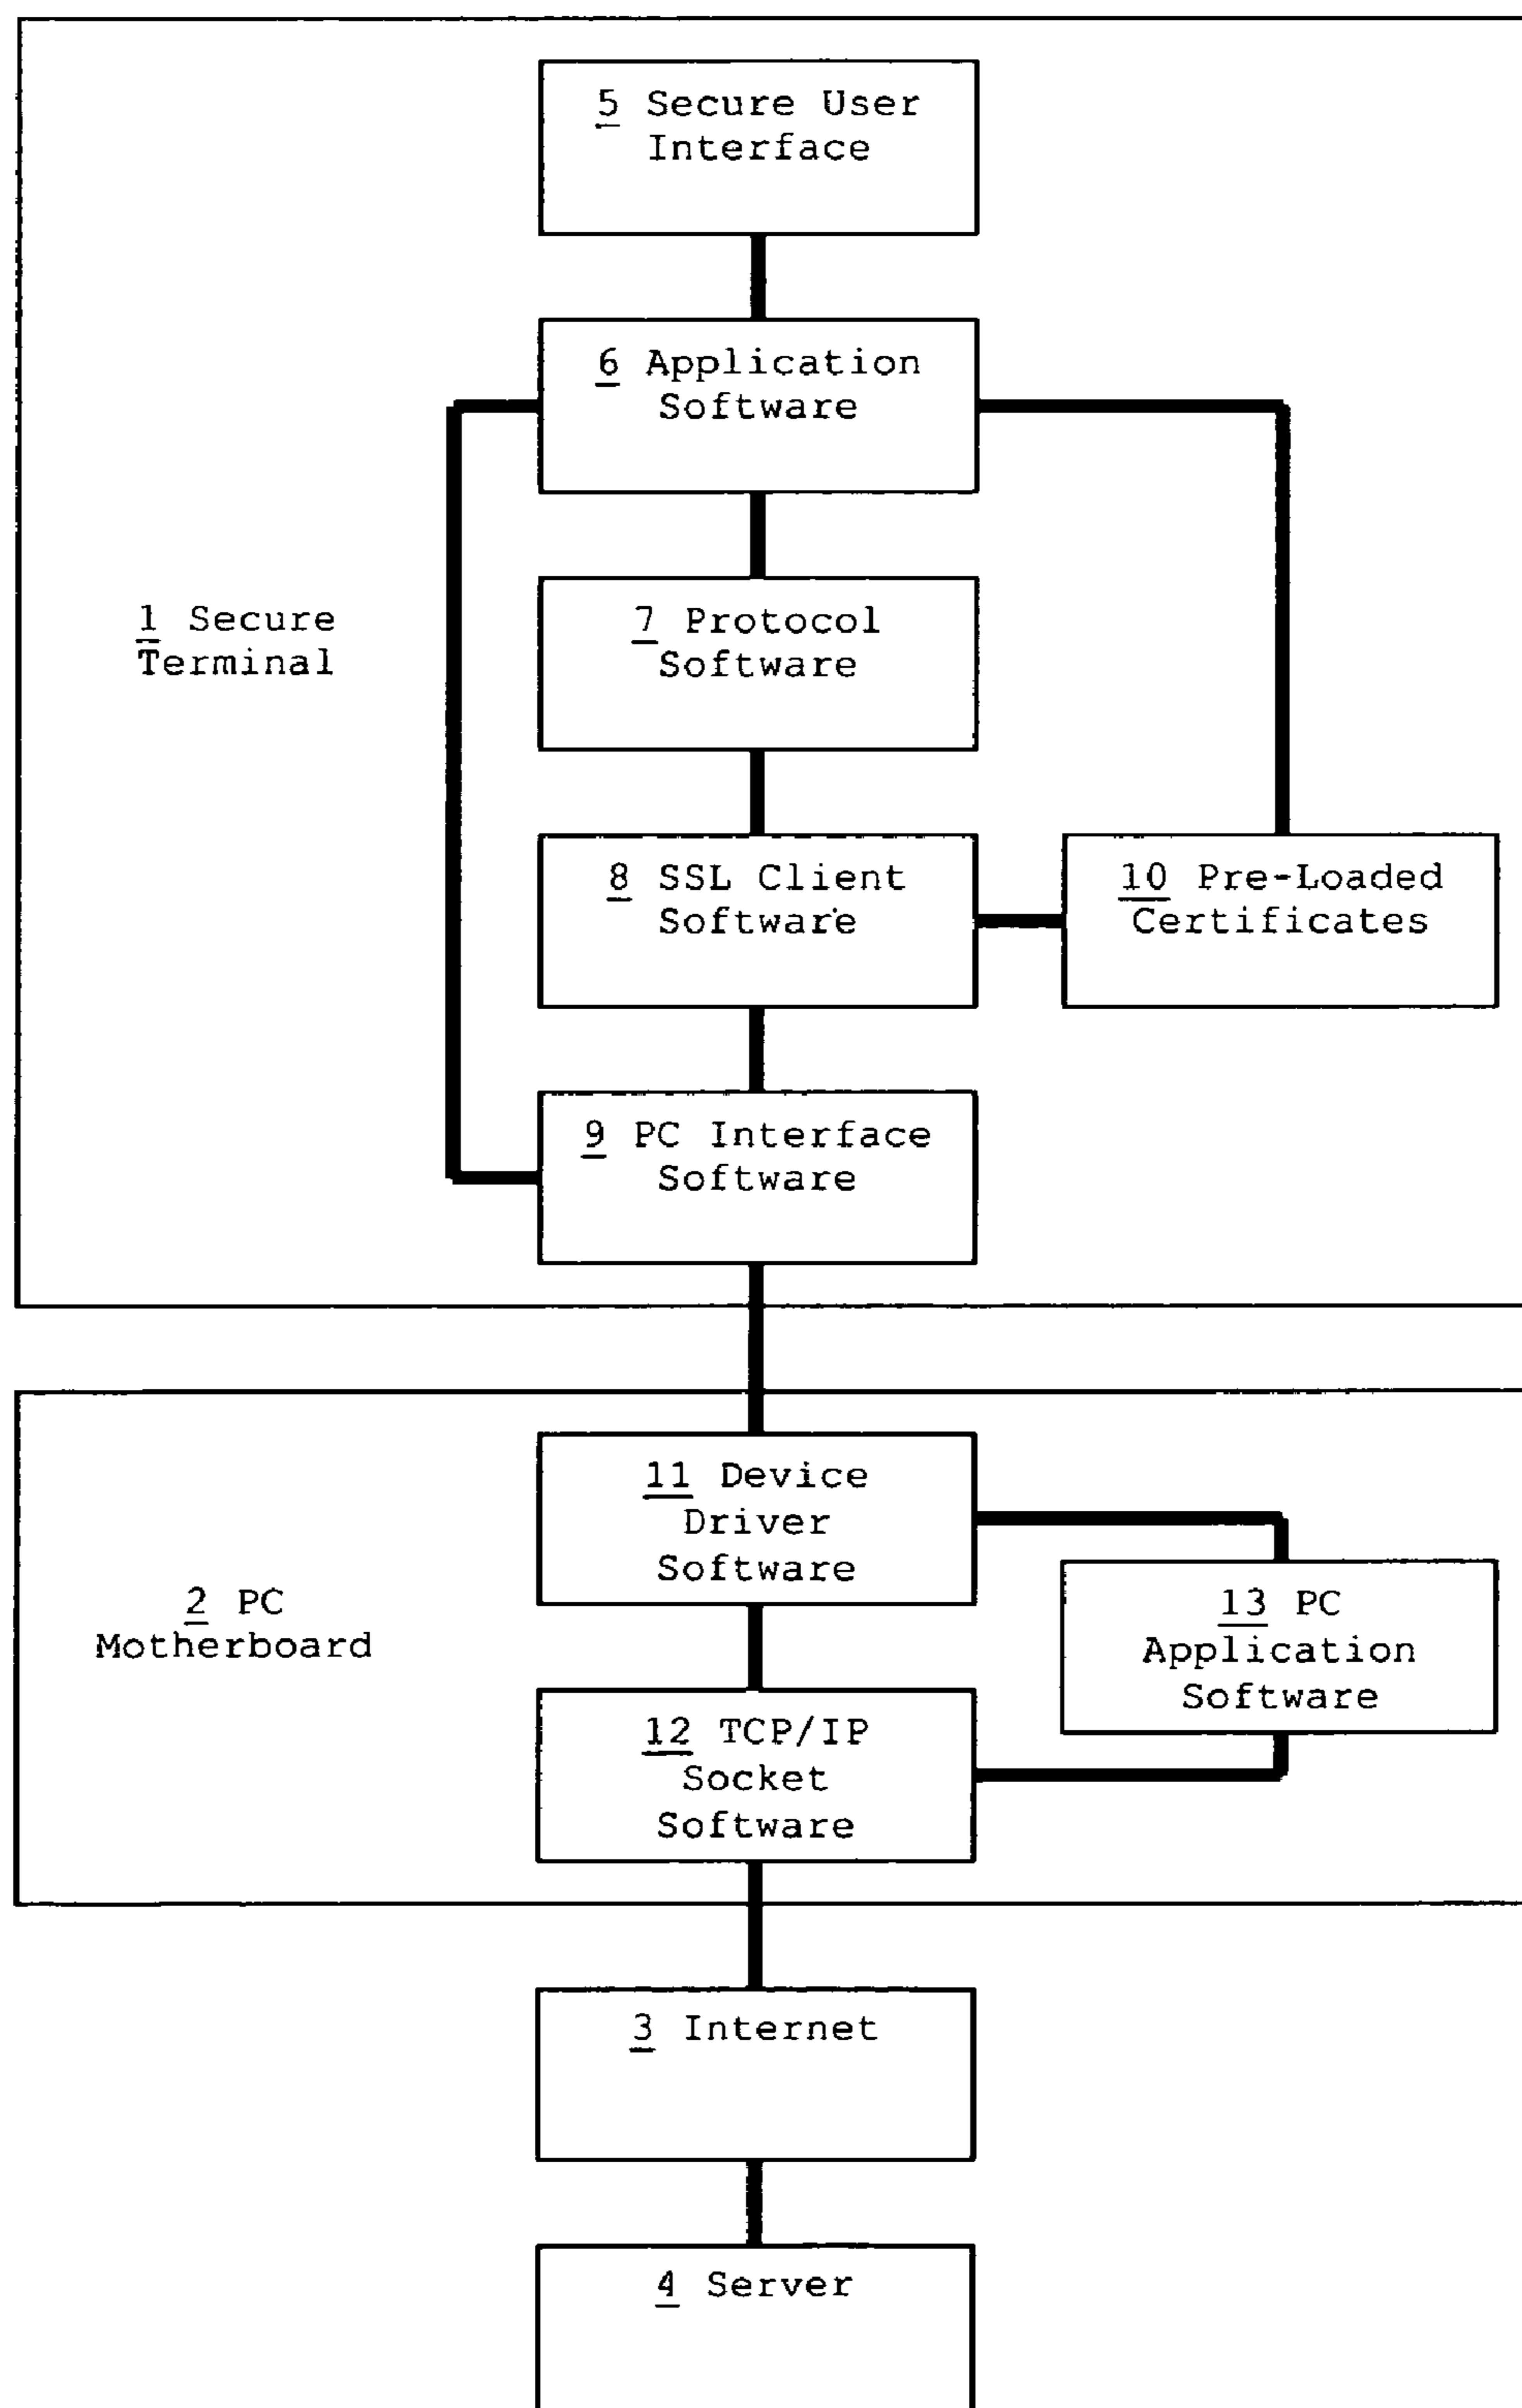 5 Secure User
Interface
6 Application
Software
1 Secure
Terminal
7 Protocol
Software
8 SSL Client
Software
10 Pre-Loaded
Certificates
9 PC Interface
Software
11 Device
Driver
Software
2 PC
Motherboard
13 PC
Application
Software
12 TCP/IP
Socket
Software
3 Internet
4 Server